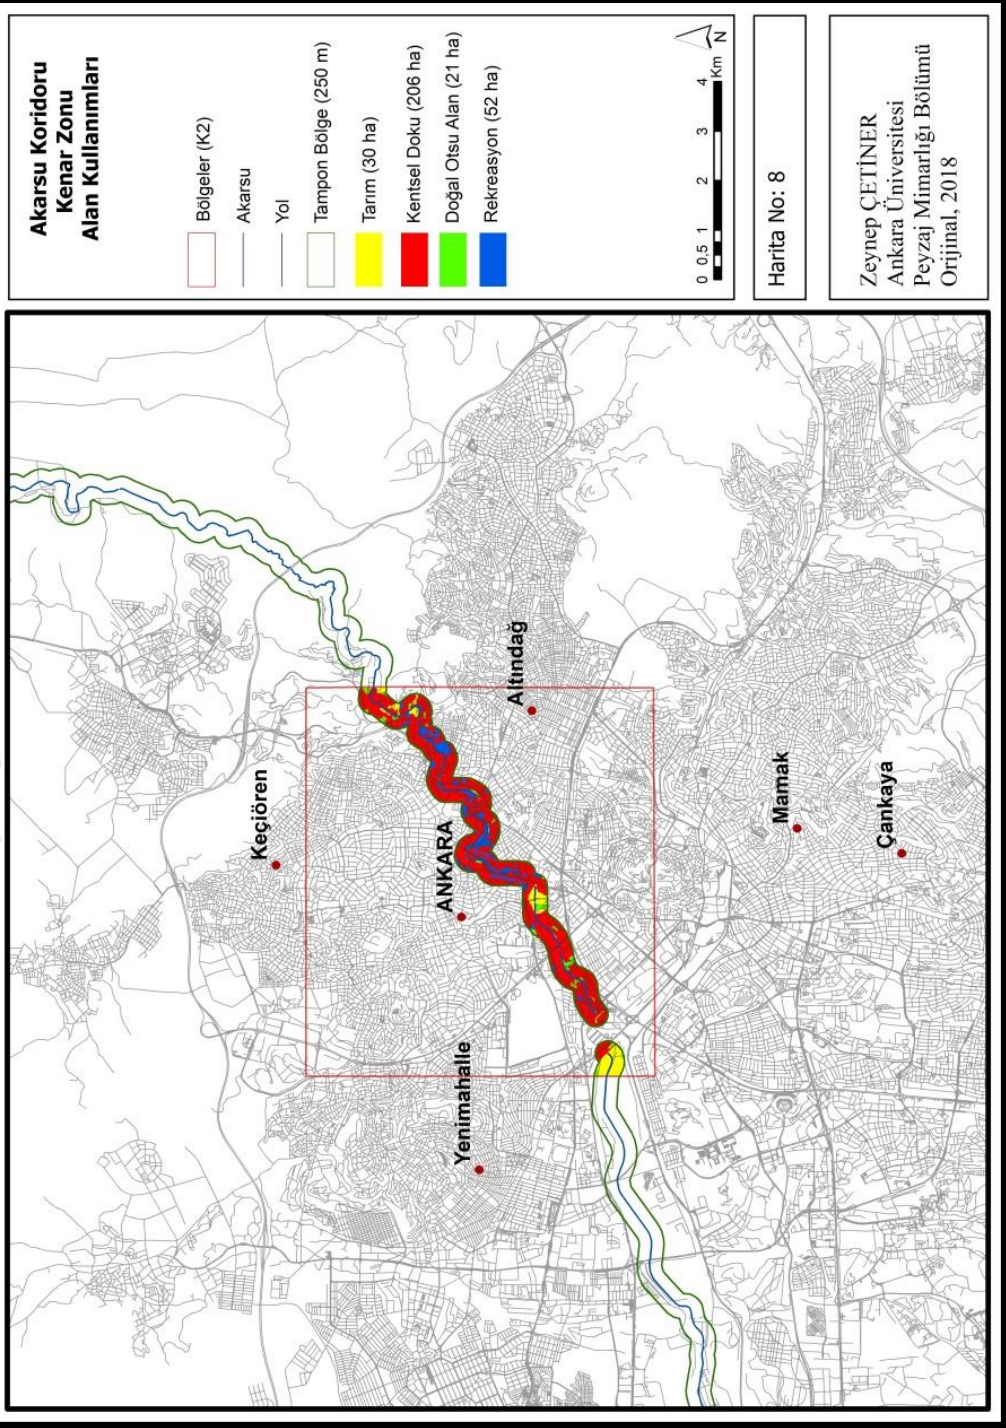 Akarsu Koridoru
Kenar Zonu
Alan Kullanımları
Bölgeler (K2)
Akarsu
Yol
Tampon Bölge (250 m)
Tarım (30 ha)
Kentsel Doku (206 ha)
Doğal Otsu Alan (21 ha)
Rekreasyon (52 ha)
N
0 0,5 1 2 3 4
Km
Harita No: 8
Zeynep ÇETİNER
Ankara Üniversitesi
Peyzaj Mimarlığı Bölümü
Orijinal, 2018
Keçiören
ANKARA
Altındağ
Yenimahalle
Mamak
Çankaya